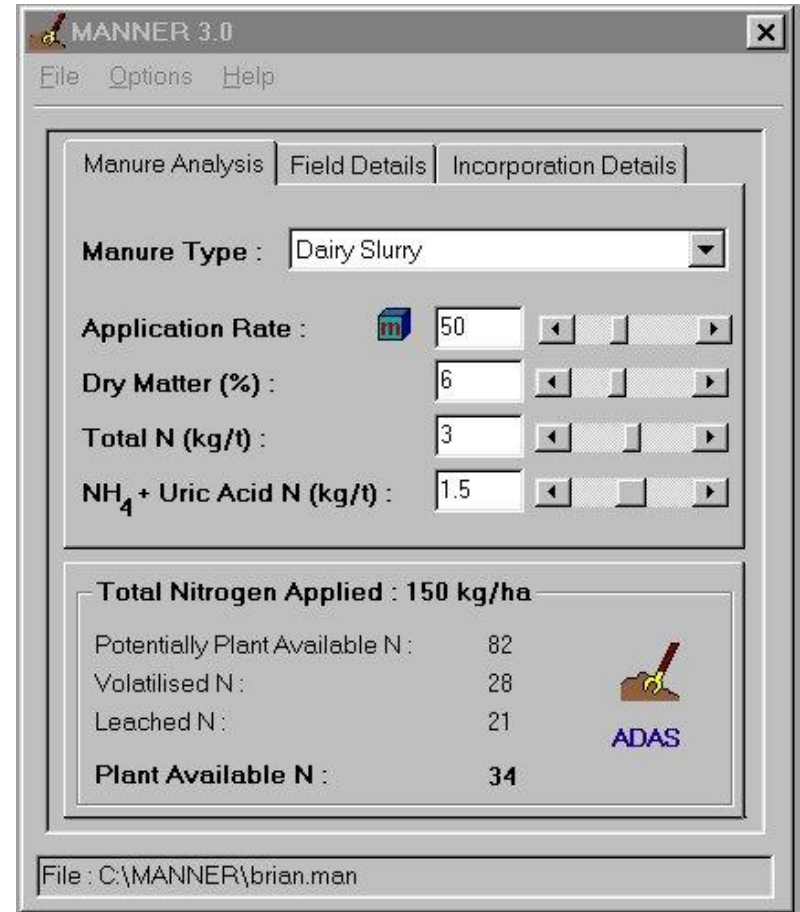 MANNER 3.0
File Options Help
Manure Analysis Field Details Incorporation Details
Manure Type : Dairy Slurry
Application Rate : m 50
Dry Matter (%) : 6
Total N (kg/t) : 3
NH4 + Uric Acid N (kg/t) : 1.5
Total Nitrogen Applied : 150 kg/ha
Potentially Plant Available N : 82
Volatilised N : 28
Leached N : 21
ADAS
Plant Available N : 34
File : C:\MANNER\brian.man